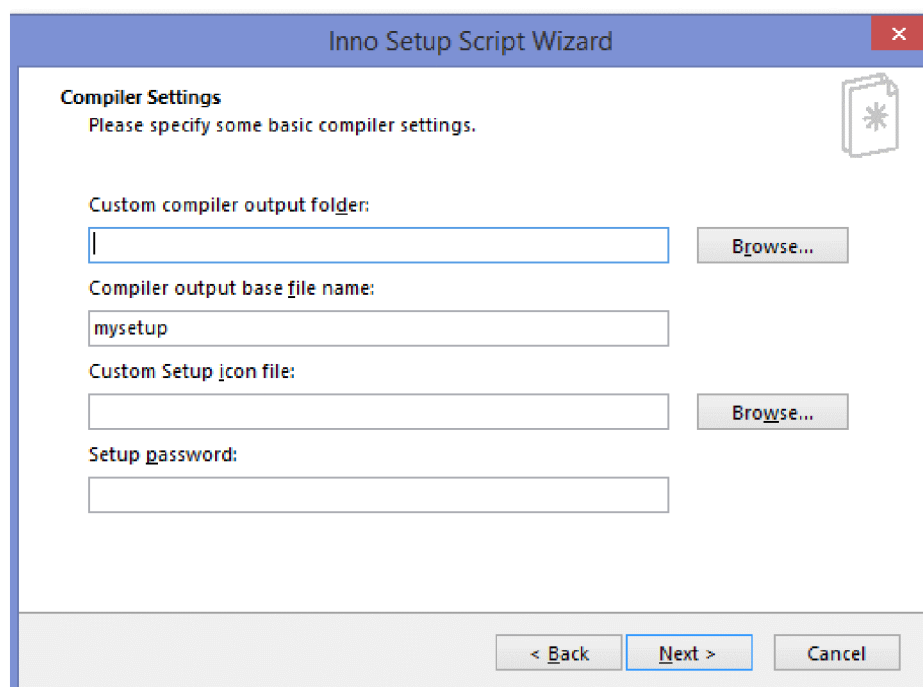 Inno Setup Script Wizard
Compiler Settings
Please specify some basic compiler settings.
Custom compiler output folder:
Browse...
Compiler output base file name:
mysetup
Custom Setup icon file:
Browse...
Setup password:
< Back
Next >
Cancel